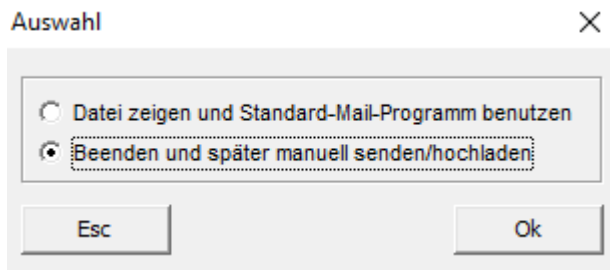 Auswahl
Datei zeigen und Standard-Mail-Programm benutzen
Beenden und später manuell senden/hochladen
Esc Ok